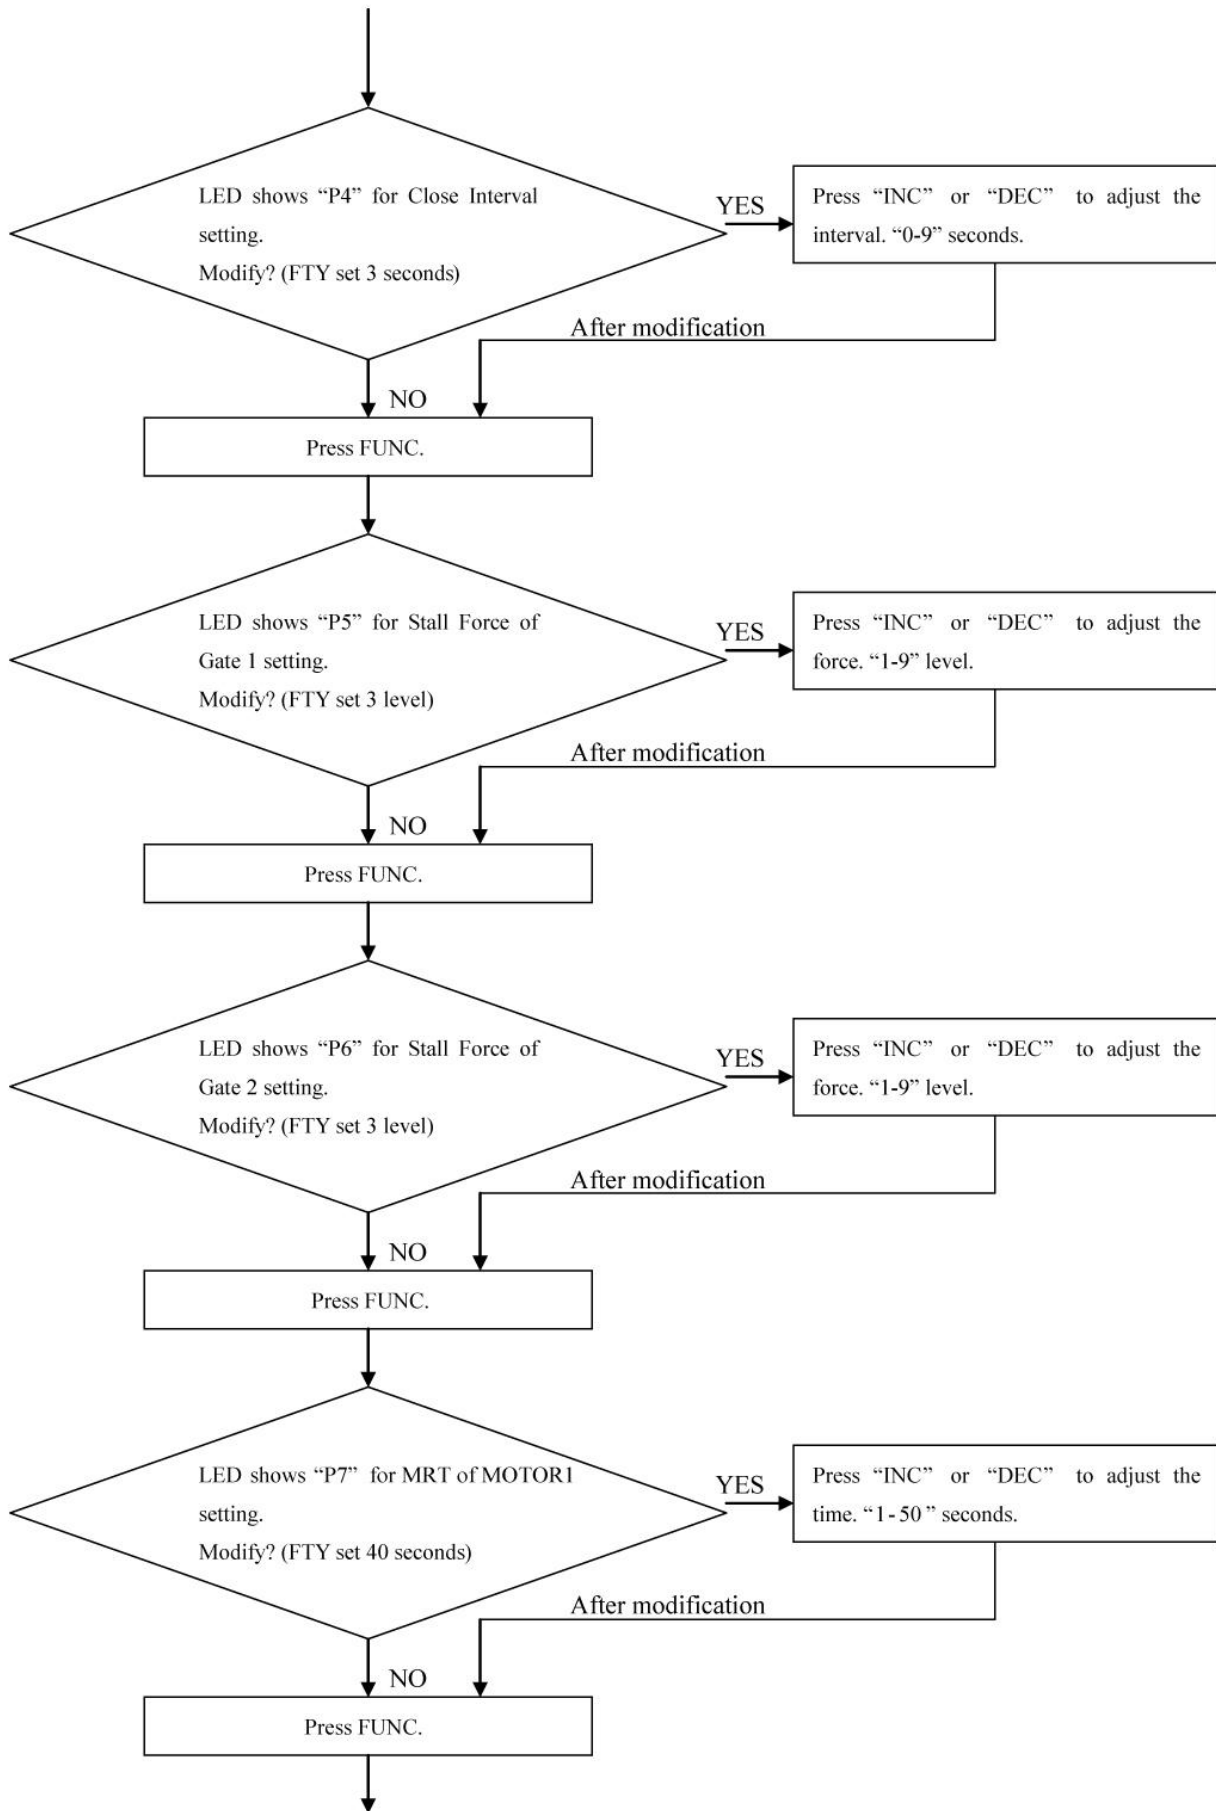 LED shows “P4” for Close Interval
setting.
Modify? (FTY set 3 seconds)
YES
Press “INC” or “DEC” to adjust the
interval. “0-9” seconds.
After modification
NO
Press FUNC.
LED shows “P5” for Stall Force of
Gate 1 setting.
Modify? (FTY set 3 level)
YES
Press “INC” or “DEC” to adjust the
force. “1-9” level.
After modification
NO
Press FUNC.
LED shows “P6” for Stall Force of
Gate 2 setting.
Modify? (FTY set 3 level)
YES
Press “INC” or “DEC” to adjust the
force. “1-9” level.
After modification
NO
Press FUNC.
LED shows “P7” for MRT of MOTOR1
setting.
Modify? (FTY set 40 seconds)
YES
Press “INC” or “DEC” to adjust the
time. “1-50” seconds.
After modification
NO
Press FUNC.